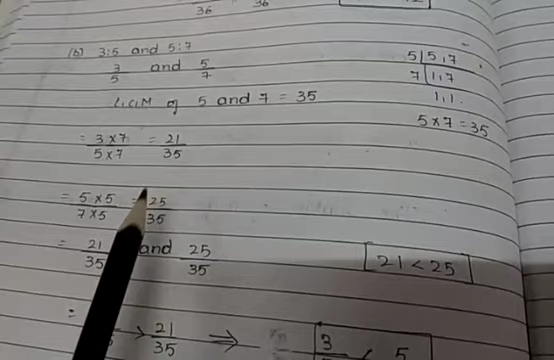 36 36
(b) 3:5 and 5:7
3/5 and 5/7
L.C.M of 5 and 7 = 35
5 | 5,7
7 | 1,7
1,1.
5 × 7 = 35
= 3×7/5×7 = 21/35
= 5×5/7×5 = 25/35
= 21/35 and 25/35
21 < 25
=
> 21/35 ⇒ 3 < 5